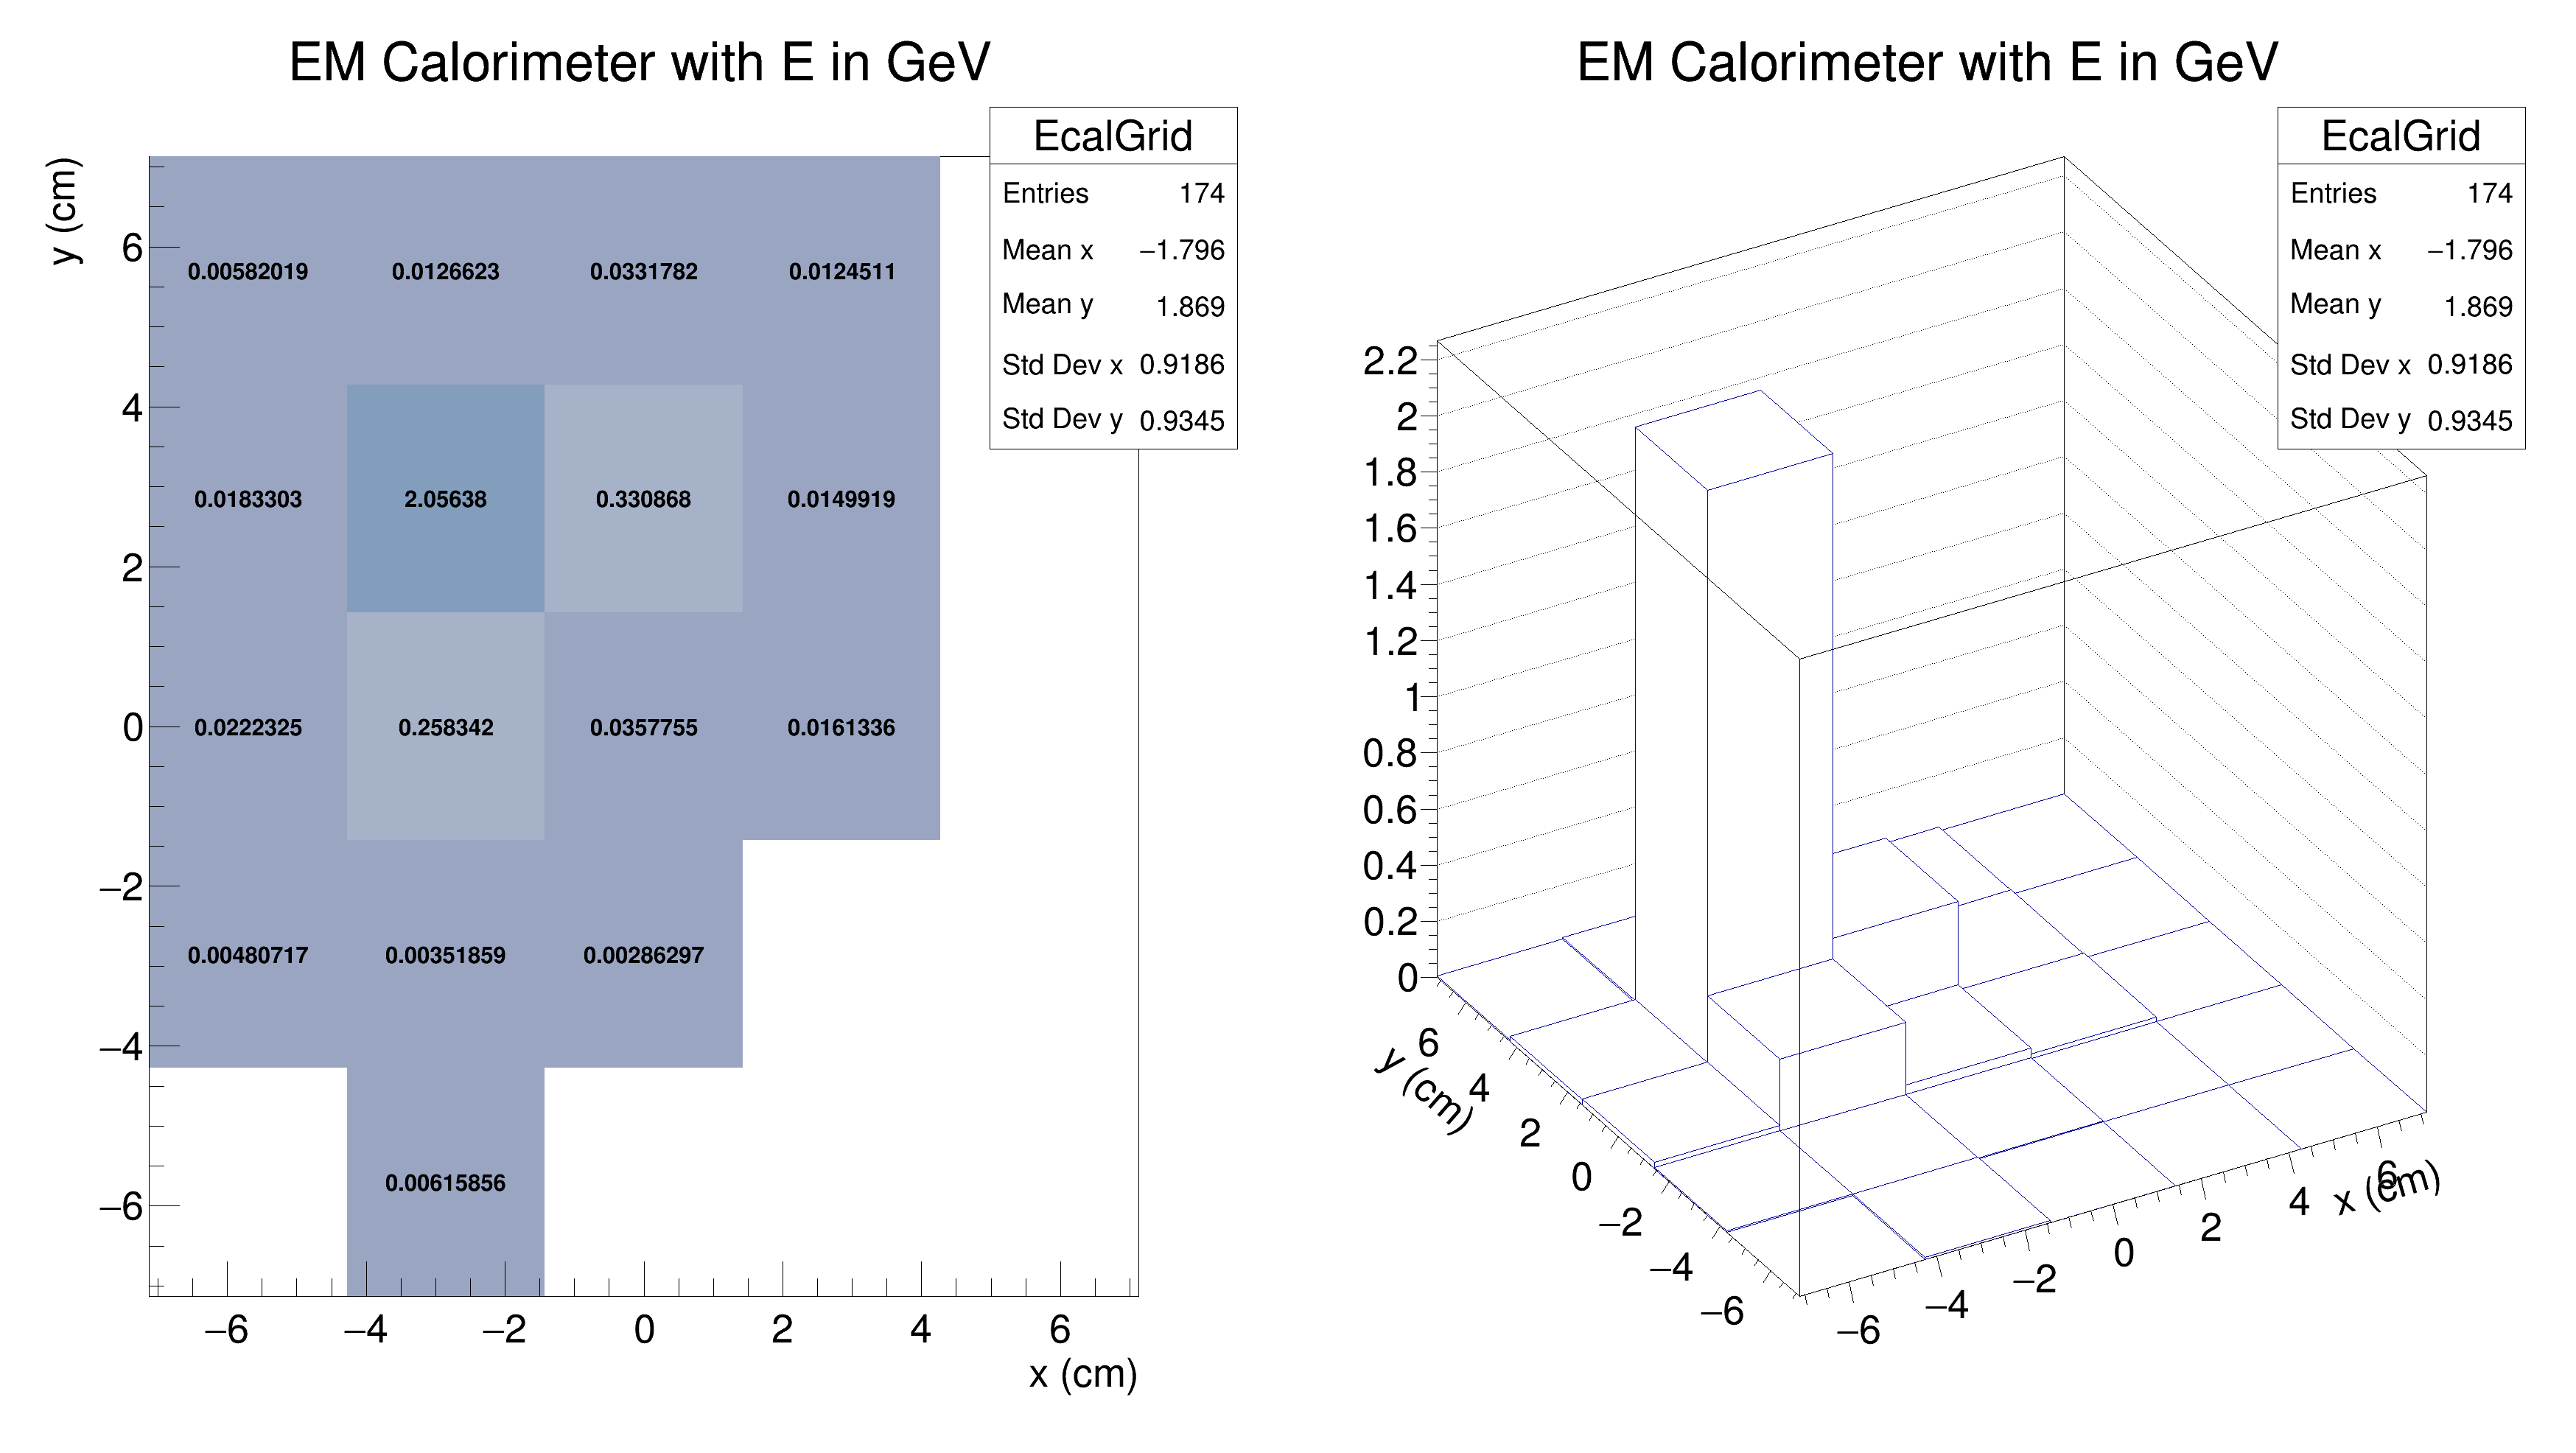 EM Calorimeter with E in GeV
EcalGrid
Entries 174
Mean x −1.796
Mean y 1.869
Std Dev x 0.9186
Std Dev y 0.9345
y (cm)
6
4
2
0
−2
−4
−6
0.00582019 0.0126623 0.0331782 0.0124511
0.0183303 2.05638 0.330868 0.0149919
0.0222325 0.258342 0.0357755 0.0161336
0.00480717 0.00351859 0.00286297
0.00615856
−6 −4 −2 0 2 4 6
x (cm)
EM Calorimeter with E in GeV
EcalGrid
Entries 174
Mean x −1.796
Mean y 1.869
Std Dev x 0.9186
Std Dev y 0.9345
2.2
2
1.8
1.6
1.4
1.2
1
0.8
0.6
0.4
0.2
0
y (cm)
6
4
2
0
−2
−4
−6
−6 −4 −2 0 2 4 6
x (cm)